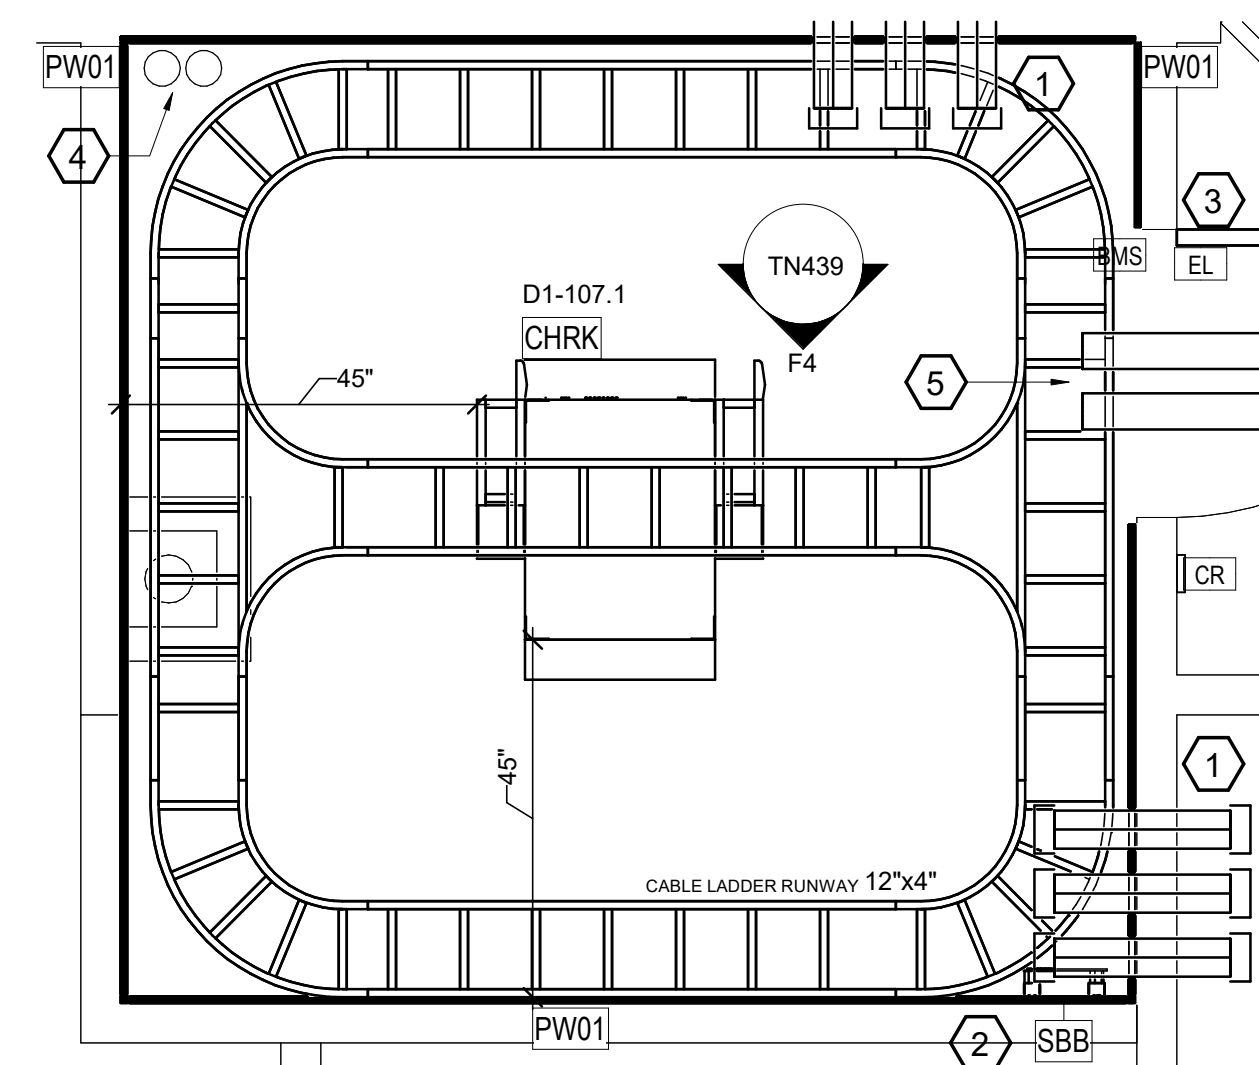 PW01
1
PW01
4
3
BMS
EL
TN439
D1-107.1
CHRK
F4
45"
5
CR
45"
1
CABLE LADDER RUNWAY 12"x4"
PW01
2
SBB